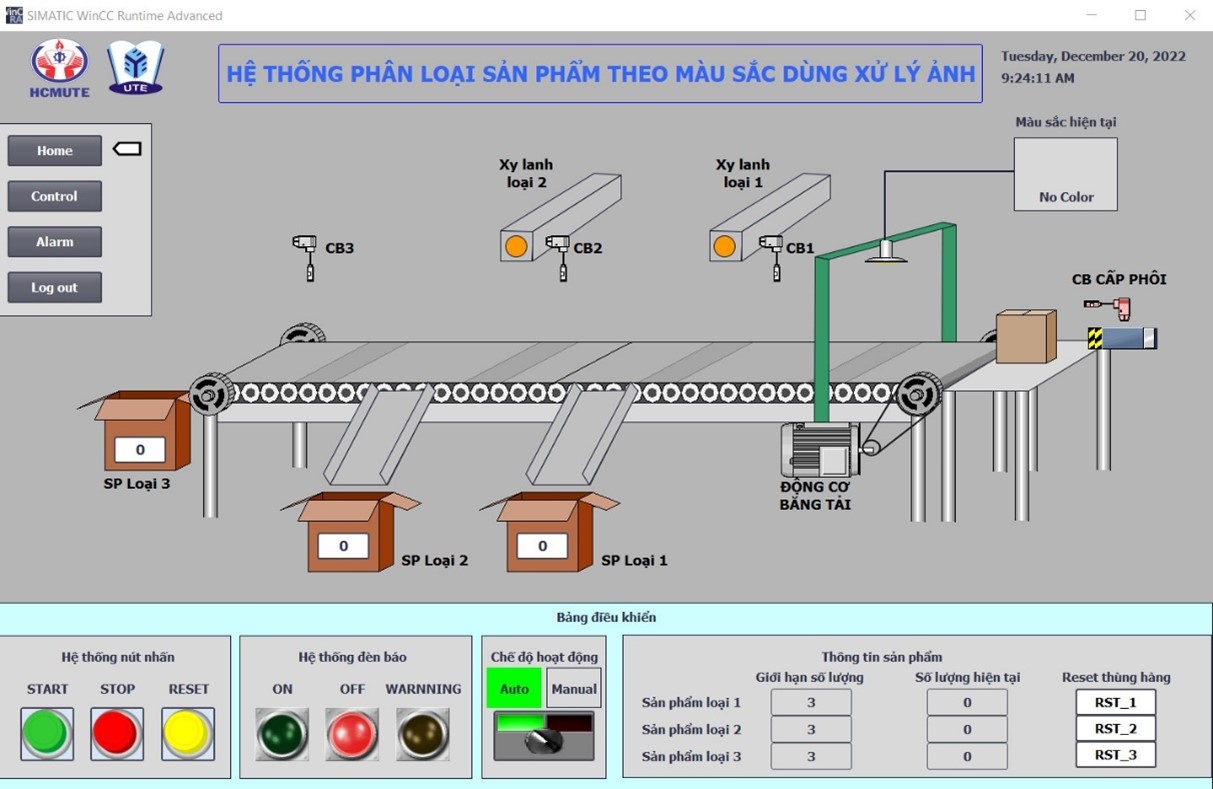 SIMATIC WinCC Runtime Advanced
HCMUTE
UTE
HỆ THỐNG PHÂN LOẠI SẢN PHẨM THEO MÀU SẮC DÙNG XỬ LÝ ẢNH
Tuesday, December 20, 2022
9:24:11 AM
Home
Control
Alarm
Log out
Màu sắc hiện tại
No Color
Xy lanh
loại 2
Xy lanh
loại 1
CB3
CB2
CB1
CB CẤP PHÔI
0
SP Loại 3
0
SP Loại 2
0
SP Loại 1
ĐỘNG CƠ
BĂNG TẢI
Bảng điều khiển
Hệ thống nút nhấn
START STOP RESET
Hệ thống đèn báo
ON OFF WARNNING
Chế độ hoạt động
Auto Manual
Thông tin sản phẩm
Giới hạn số lượng Số lượng hiện tại Reset thùng hàng
Sản phẩm loại 1 3 0 RST_1
Sản phẩm loại 2 3 0 RST_2
Sản phẩm loại 3 3 0 RST_3